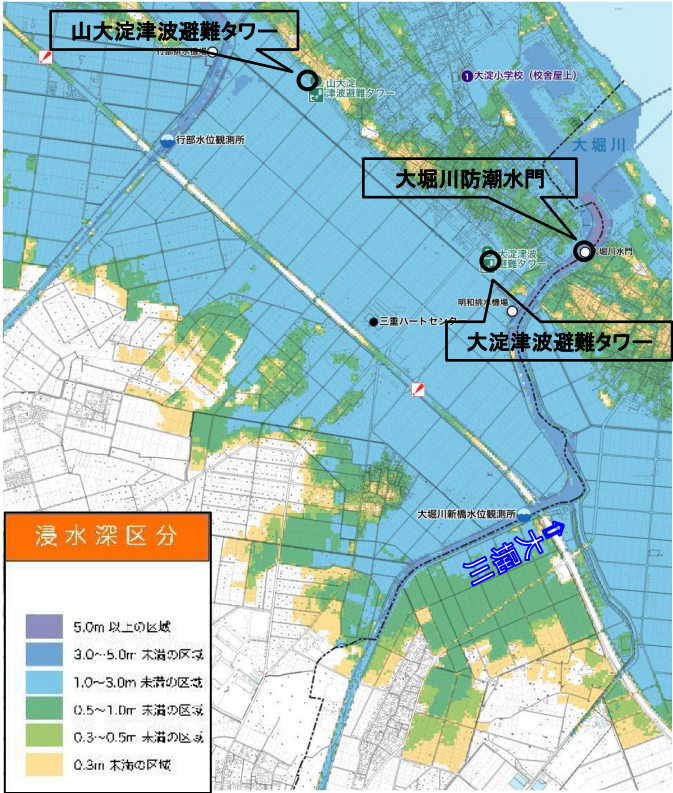 山大淀津波避難タワー
行部排水機場
山大淀
津波避難タワー
1 大淀小学校（校舎屋上）
行部水位観測所
大堀川
大堀川防潮水門
大堀川水門
大淀津波
避難タワー
明和排水機場
三重ハートセンター
大淀津波避難タワー
大堀川新橋水位観測所
大堀川
浸水深区分
5.0m 以上の区域
3.0～5.0m 未満の区域
1.0～3.0m 未満の区域
0.5～1.0m 未満の区域
0.3～0.5m 未満の区域
0.3m 未満の区域